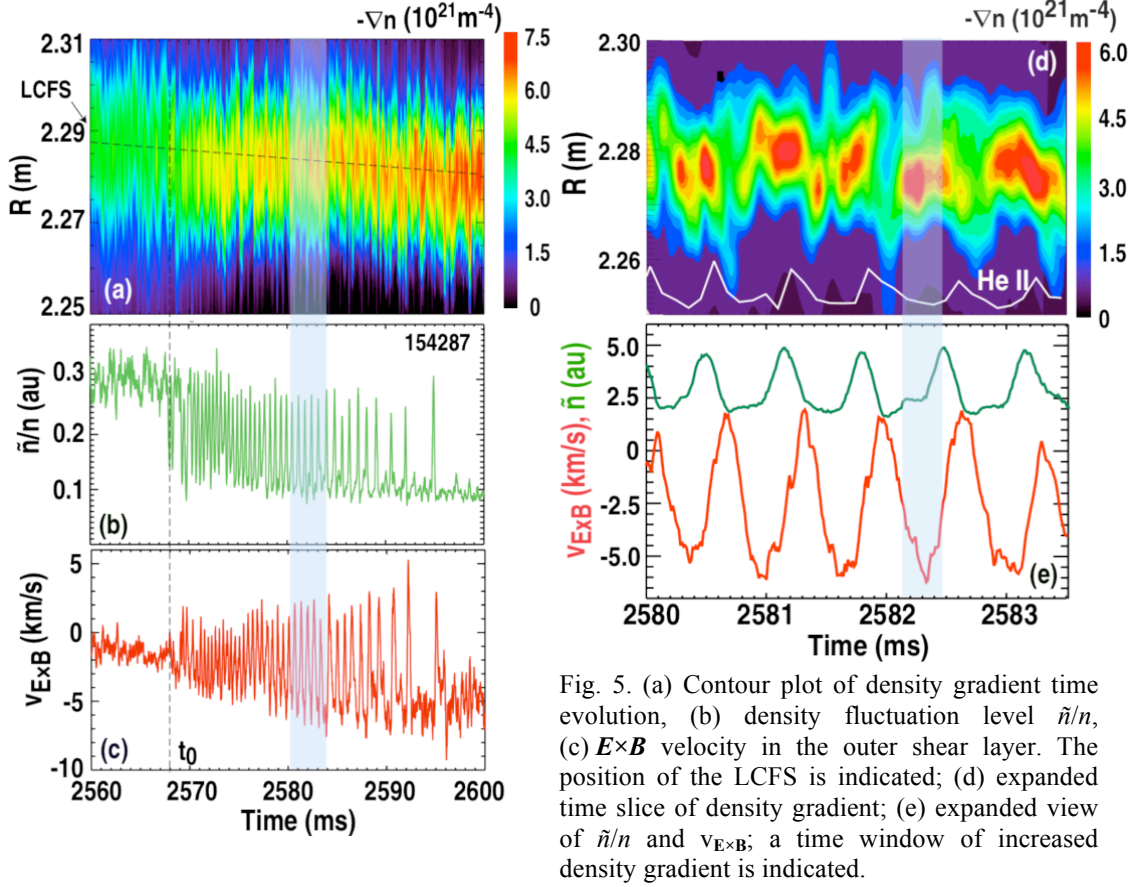 -∇n (10²¹m⁻⁴)
2.31
2.29
2.27
2.25
LCFS
R (m)
(a)
7.5
6.0
4.5
3.0
1.5
0
154287
0.3
0.2
0.1
ñ/n (au)
(b)
5
0
-5
-10
v_ExB (km/s)
(c)
t₀
2560
2570
2580
2590
2600
Time (ms)
-∇n (10²¹m⁻⁴)
2.30
2.28
2.26
R (m)
(d)
He II
6.0
4.5
3.0
1.5
0
5.0
2.5
0
-2.5
-5.0
v_ExB (km/s), ñ (au)
(e)
2580
2581
2582
2583
Time (ms)
Fig. 5. (a) Contour plot of density gradient time
evolution, (b) density fluctuation level ñ/n,
(c) E×B velocity in the outer shear layer. The
position of the LCFS is indicated; (d) expanded
time slice of density gradient; (e) expanded view
of ñ/n and v_E×B; a time window of increased
density gradient is indicated.